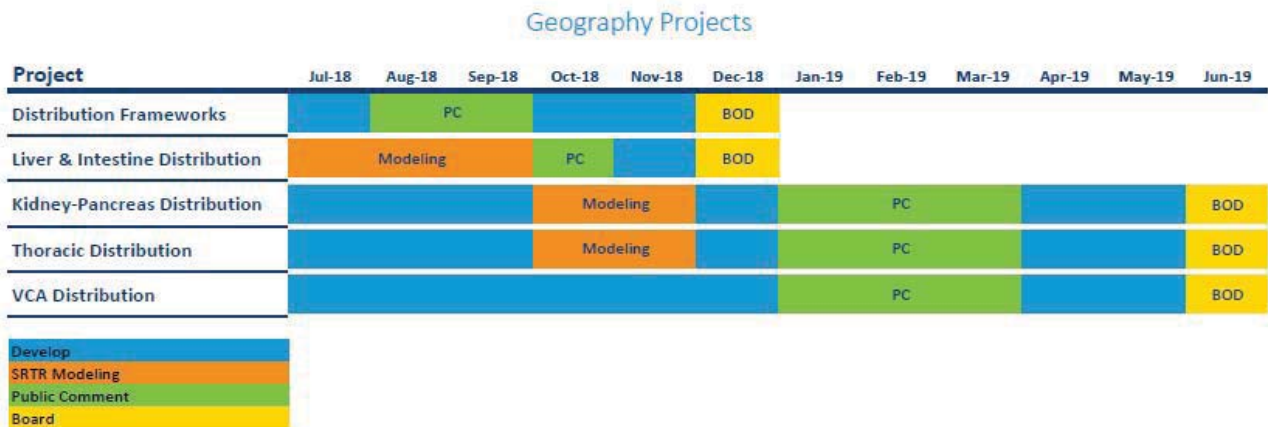 Geography Projects
Project Jul-18 Aug-18 Sep-18 Oct-18 Nov-18 Dec-18 Jan-19 Feb-19 Mar-19 Apr-19 May-19 Jun-19
Distribution Frameworks PC BOD
Liver & Intestine Distribution Modeling PC BOD
Kidney-Pancreas Distribution Modeling PC BOD
Thoracic Distribution Modeling PC BOD
VCA Distribution PC BOD
Develop
SRTR Modeling
Public Comment
Board